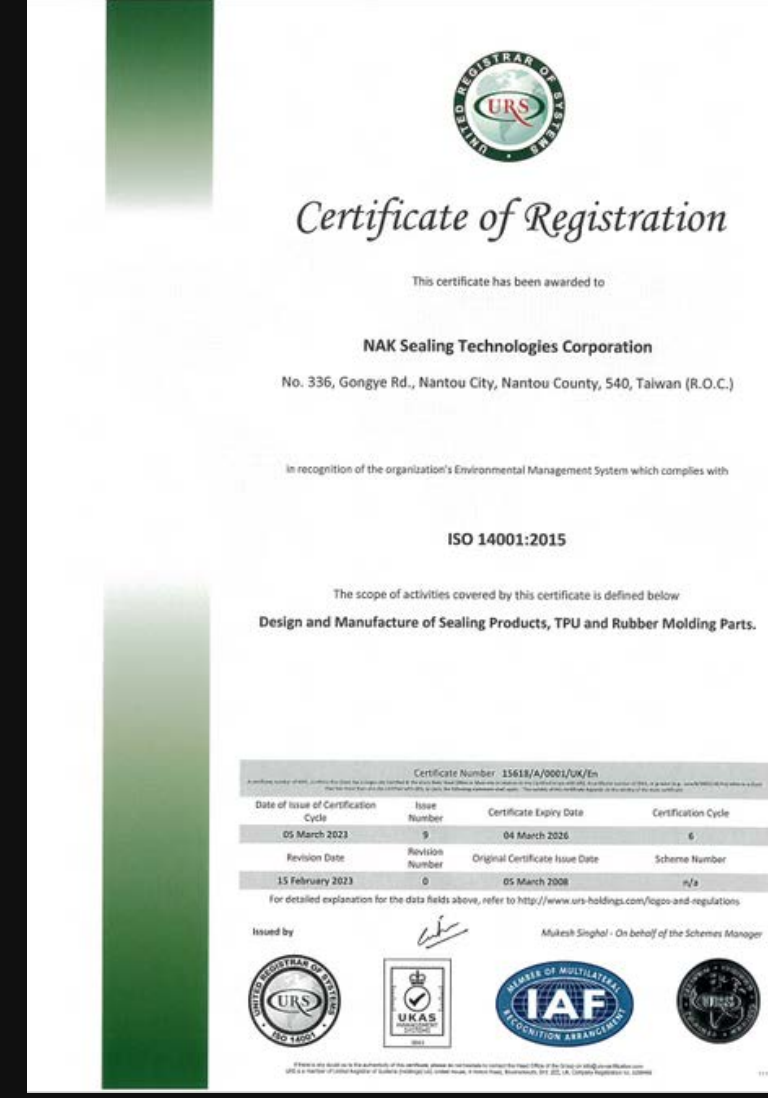 UNITED REGISTRAR OF SYSTEMS
URS
Certificate of Registration
This certificate has been awarded to
NAK Sealing Technologies Corporation
No. 336, Gongye Rd., Nantou City, Nantou County, 540, Taiwan (R.O.C.)
in recognition of the organization's Environmental Management System which complies with
ISO 14001:2015
The scope of activities covered by this certificate is defined below
Design and Manufacture of Sealing Products, TPU and Rubber Molding Parts.
Certificate Number 15618/A/0001/UK/En
Date of Issue of Certification Cycle
Issue Number
Certificate Expiry Date
Certification Cycle
05 March 2023
9
04 March 2026
6
Revision Date
Revision Number
Original Certificate Issue Date
Scheme Number
15 February 2023
0
05 March 2008
n/a
For detailed explanation for the data fields above, refer to http://www.urs-holdings.com/logos-and-regulations
Issued by
Mukesh Singhal - On behalf of the Schemes Manager
UNITED REGISTRAR OF SYSTEMS
URS
ISO 14001
UKAS
MANAGEMENT
SYSTEMS
MEMBER OF MULTILATERAL
IAF
RECOGNITION ARRANGEMENT
URS